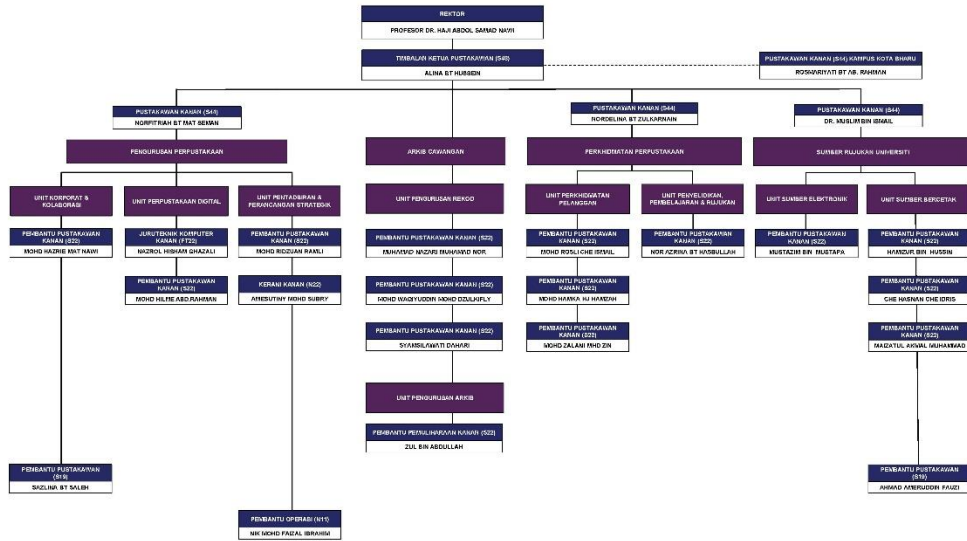 REKTOR
PROFESOR DR. HAJI ABDOL SAMAD NAWI
TIMBALAN KETUA PUSTAKAWAN (S48)
ALINA BT HUSSEIN
PUSTAKAWAN KANAN (S44) KAMPUS KOTA BHARU
ROSMARIYATI BT AB. RAHMAN
PUSTAKAWAN KANAN (S44)
NORFITRIAH BT MAT SEMAN
PUSTAKAWAN KANAN (S44)
NORDELINA BT ZULKARNAIN
PUSTAKAWAN KANAN (S44)
DR. MUSLIM BIN ISMAIL
PENGURUSAN PERPUSTAKAAN
ARKIB CAWANGAN
PERKHIDMATAN PERPUSTAKAAN
SUMBER RUJUKAN UNIVERSITI
UNIT KORPORAT &
KOLABORASI
UNIT PERPUSTAKAAN DIGITAL
UNIT PENTADBIRAN &
PERANCANGAN STRATEGIK
UNIT PENGURUSAN REKOD
UNIT PERKHIDMATAN
PELANGGAN
UNIT PENYELIDIKAN,
PEMBELAJARAN & RUJUKAN
UNIT SUMBER ELEKTRONIK
UNIT SUMBER BERCETAK
PEMBANTU PUSTAKAWAN
KANAN (S22)
MOHD HAZRIE MAT NAWI
JURUTEKNIK KOMPUTER
KANAN (FT22)
NAZROL HISHAM GHAZALI
PEMBANTU PUSTAKAWAN
KANAN (S22)
MOHD RIDZUAN RAMLI
PEMBANTU PUSTAKAWAN KANAN (S22)
MUHAMAD NAZARI MUHAMAD NOR
PEMBANTU PUSTAKAWAN
KANAN (S22)
MOHD ROSLI CHE ISMAIL
PEMBANTU PUSTAKAWAN
KANAN (S22)
NOR AZRINA BT HASBULLAH
PEMBANTU PUSTAKAWAN
KANAN (S22)
MUSTAZIM BIN MUSTAPA
PEMBANTU PUSTAKAWAN
KANAN (S22)
HAMZUR BIN HUSSIN
PEMBANTU PUSTAKAWAN
KANAN (S22)
MOHD HILME ABD.RAHMAN
KERANI KANAN (N22)
AMESUTINY MOHD SUBRY
PEMBANTU PUSTAKAWAN KANAN (S22)
MOHD WADIYUDDIN MOHD DZULKIFLY
PEMBANTU PUSTAKAWAN
KANAN (S22)
MOHD HAMKA HJ HAMZAH
PEMBANTU PUSTAKAWAN
KANAN (S22)
CHE HASNAN CHE IDRIS
PEMBANTU PUSTAKAWAN KANAN (S22)
SYAMSILAWATI DAHARI
PEMBANTU PUSTAKAWAN
KANAN (S22)
MOHD ZALANI MHD ZIN
PEMBANTU PUSTAKAWAN
KANAN (S22)
MAIZATUL AKMAL MUHAMMAD
UNIT PENGURUSAN ARKIB
PEMBANTU PEMULIHARAAN KANAN (S22)
ZUL BIN ABDULLAH
PEMBANTU PUSTAKAWAN
(S19)
SAZLINA BT SALEH
PEMBANTU PUSTAKAWAN
(S19)
AHMAD AMIRUDDIN FAUZI
PEMBANTU OPERASI (N11)
NIK MOHD FAIZAL IBRAHIM